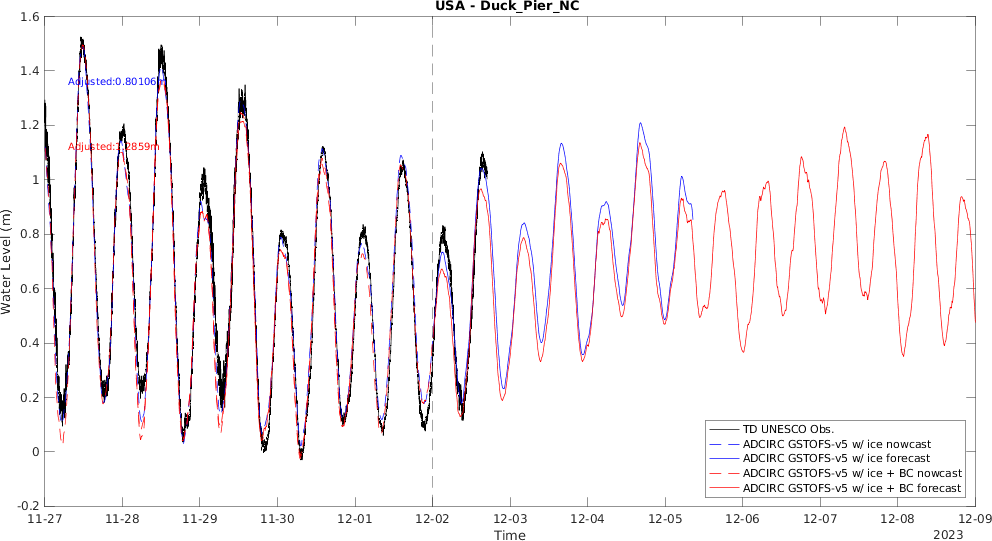 USA - Duck_Pier_NC
1.6
1.4
1.2
1
0.8
0.6
0.4
0.2
0
-0.2
Water Level (m)
Adjusted:0.80106m
Adjusted:1.2859m
TD UNESCO Obs.
ADCIRC GSTOFS-v5 w/ ice nowcast
ADCIRC GSTOFS-v5 w/ ice forecast
ADCIRC GSTOFS-v5 w/ ice + BC nowcast
ADCIRC GSTOFS-v5 w/ ice + BC forecast
11-27 11-28 11-29 11-30 12-01 12-02 12-03 12-04 12-05 12-06 12-07 12-08 12-09
Time
2023